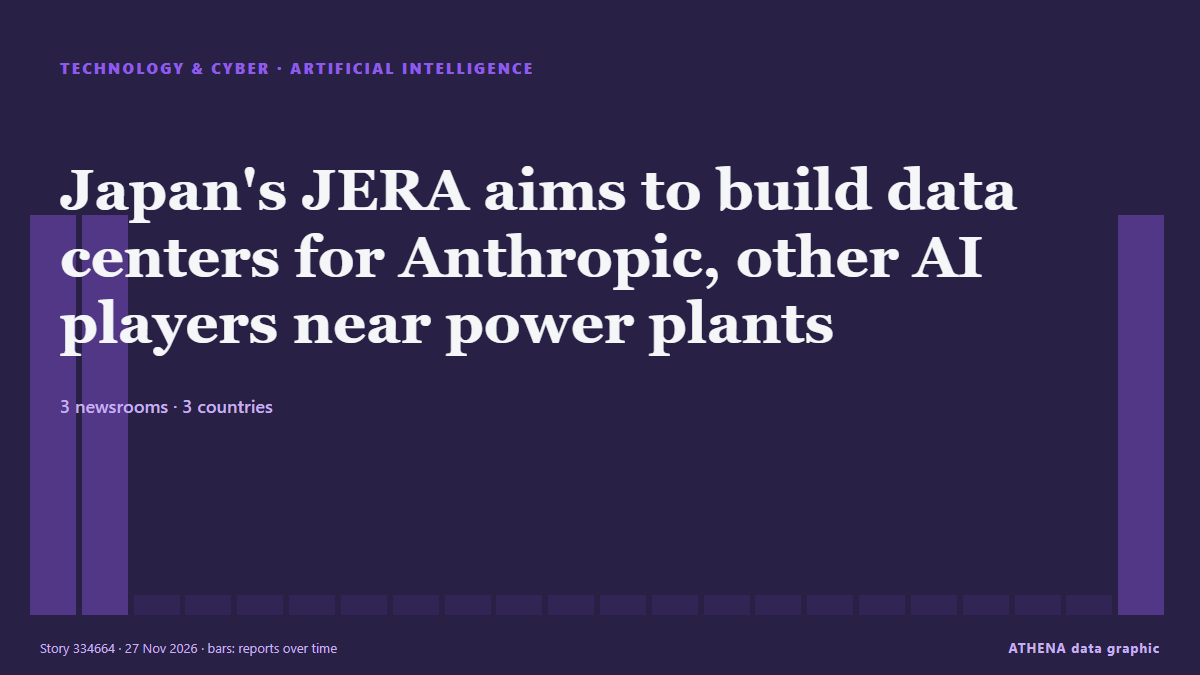 TECHNOLOGY & CYBER · ARTIFICIAL INTELLIGENCE
Japan's JERA aims to build data
centers for Anthropic, other AI
players near power plants
3 newsrooms · 3 countries
Story 334664 · 27 Nov 2026 · bars: reports over time
ATHENA data graphic